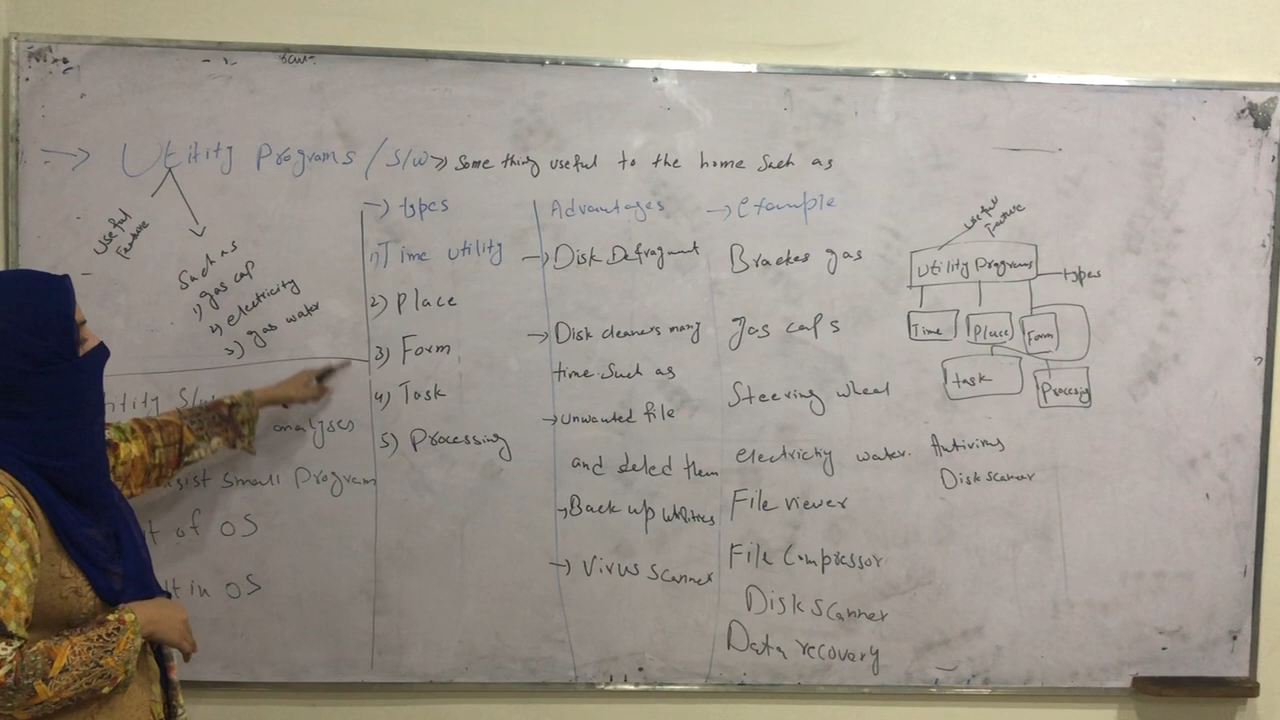 → Utility Programs / S/W >> Some thing useful to the home such as
Useful
Feature
Such as
1) gas cap
2) electricity
3) gas water
analyses
Small Program
of OS
in OS
→ types
1) Time utility
2) Place
3) Form
4) Task
5) Processing
Advantages
→ Disk Defragment
→ Disk cleaners many
time. Such as
→ Unwanted file
and deled them
→ Back up utilities
→ Virus scanner
→ example
Brackes gas
gas caps
Steering wheel
electricity water. Antivirus
Disk scanner
File viewer
File Compressor
Disk scanner
Data recovery
Useful
Feature
Utility Programs
types
Time
Place
Form
task
Processing